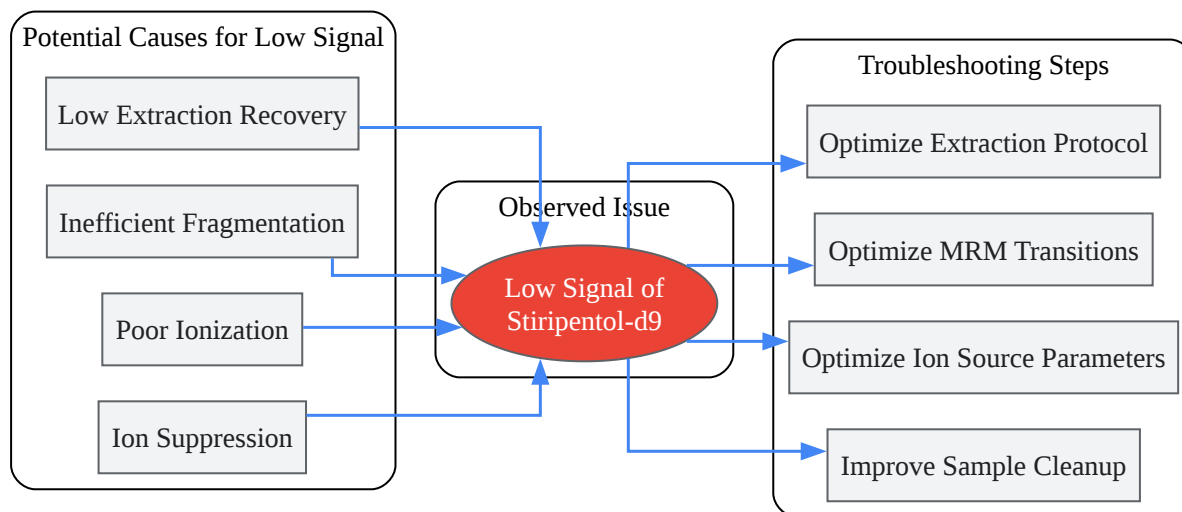 Potential Causes for Low Signal
Low Extraction Recovery
Inefficient Fragmentation
Poor Ionization
Ion Suppression
Observed Issue
Low Signal of
Stiripentol-d9
Troubleshooting Steps
Optimize Extraction Protocol
Optimize MRM Transitions
Optimize Ion Source Parameters
Improve Sample Cleanup